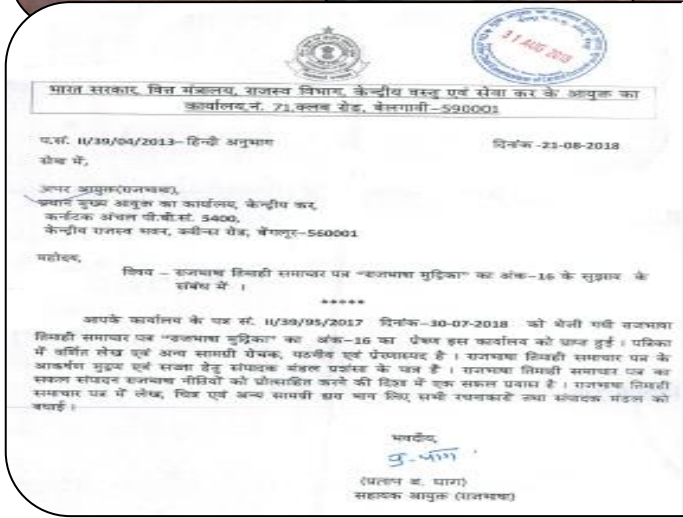 31 AUG 2018
भारत सरकार, वित्त मंत्रालय, राजस्व विभाग, केन्द्रीय वस्तु एवं सेवा कर के आयुक्त का
कार्यालय, नं. 71, क्लब रोड, बेलगावी–590001
प.सं. II/39/04/2013–हिन्दी अनुभाग
दिनांक -21-08-2018
सेवा में,
अपर आयुक्त(राजभाषा),
प्रधान मुख्य आयुक्त का कार्यालय, केन्द्रीय कर,
कर्नाटक अंचल पी.बी.सं. 5400,
केन्द्रीय राजस्व भवन, क्वीन्स रोड, बेंगलूर–560001
महोदय,
विषय – राजभाषा तिमाही समाचार पत्र “राजभाषा मुद्रिका” का अंक–16 के सुझाव के
संबंध में ।
*****
आपके कार्यालय के पत्र सं. II/39/95/2017 दिनांक–30-07-2018 को भेजी गयी राजभाषा
तिमाही समाचार पत्र “राजभाषा मुद्रिका” का अंक–16 का प्रेषण इस कार्यालय को प्राप्त हुई । पत्रिका
में वर्णित लेख एवं अन्य सामग्री रोचक, पठनीय एवं प्रेरणास्पद है । राजभाषा तिमाही समाचार पत्र के
आकर्षण मुद्रण एवं सज्जा हेतु संपादक मंडल प्रशंसा के पात्र है । राजभाषा तिमाही समाचार पत्र का
सफल संपादन राजभाषा नीतियों को प्रोत्साहित करने की दिशा में एक सफल प्रयास है । राजभाषा तिमाही
समाचार पत्र में लेख, चित्र एवं अन्य सामग्री द्वारा भाग लिए सभी रचनाकारों तथा संपादक मंडल को
बधाई ।
भवदीय,
(प्रताप ब. घाग)
सहायक आयुक्त (राजभाषा)